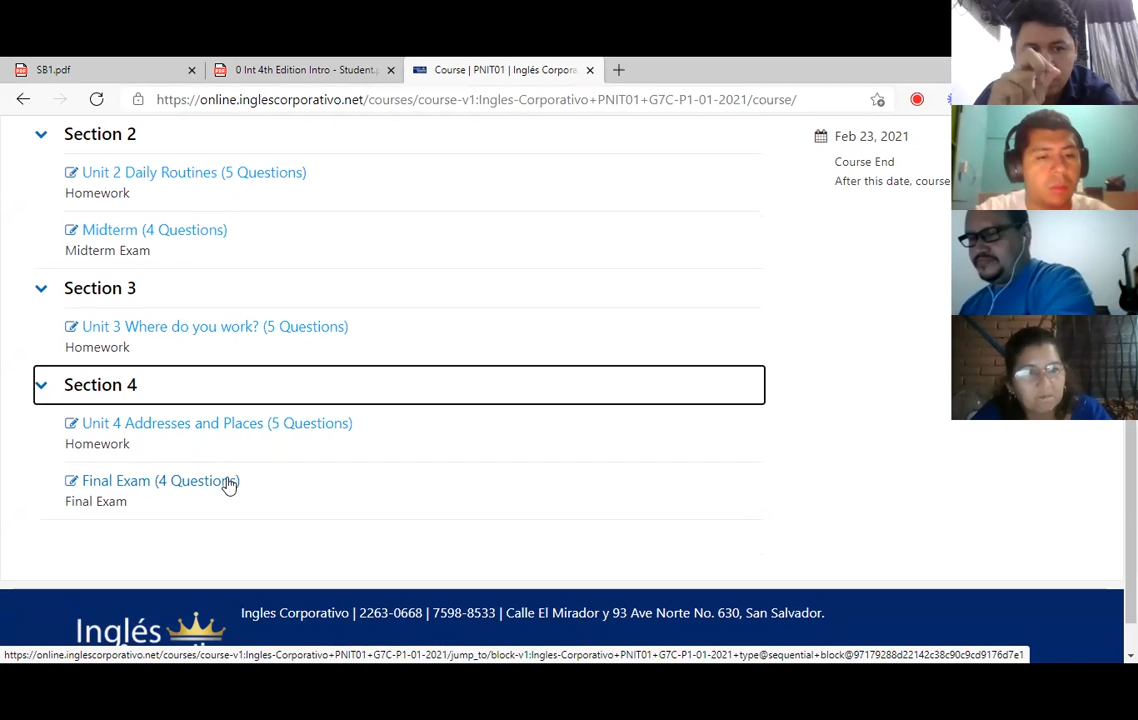 SB1.pdf
0 Int 4th Edition Intro - Student.p
Course | PNIT01 | Inglés Corpora
https://online.inglescorporativo.net/courses/course-v1:Ingles-Corporativo+PNIT01+G7C-P1-01-2021/course/
Section 2
Unit 2 Daily Routines (5 Questions)
Homework
Midterm (4 Questions)
Midterm Exam
Section 3
Unit 3 Where do you work? (5 Questions)
Homework
Section 4
Unit 4 Addresses and Places (5 Questions)
Homework
Final Exam (4 Questions)
Final Exam
Feb 23, 2021
Course End
After this date, course
Inglés
Ingles Corporativo | 2263-0668 | 7598-8533 | Calle El Mirador y 93 Ave Norte No. 630, San Salvador.
https://online.inglescorporativo.net/courses/course-v1:Ingles-Corporativo+PNIT01+G7C-P1-01-2021/jump_to/block-v1:Ingles-Corporativo+PNIT01+G7C-P1-01-2021+type@sequential+block@97179288d22142c38c90c9cd9176d7e1